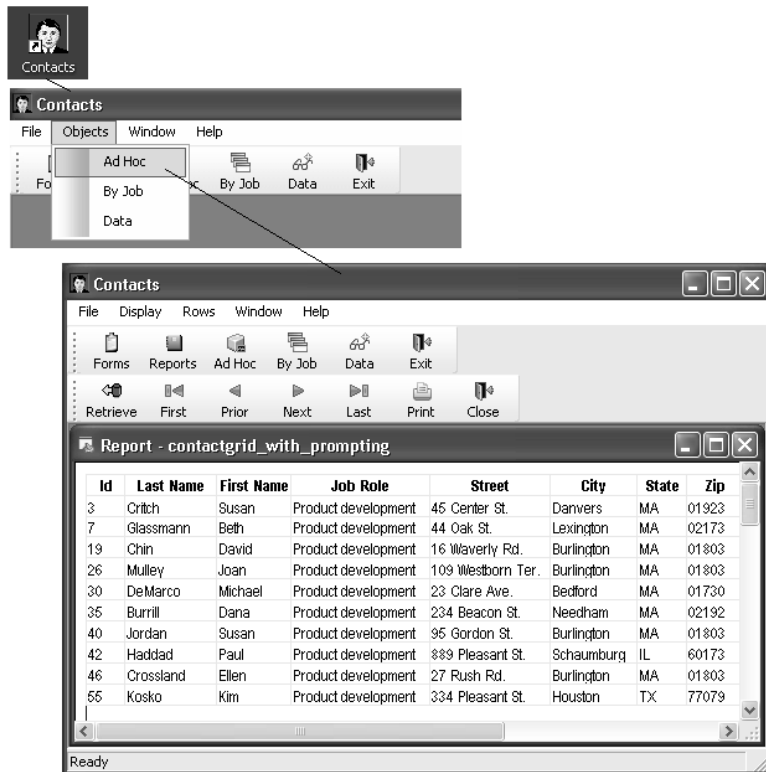 Contacts
Contacts
File Objects Window Help
Ad Hoc
By Job
Data
Fo
By Job Data Exit
Contacts
File Display Rows Window Help
Forms Reports Ad Hoc By Job Data Exit
Retrieve First Prior Next Last Print Close
Report - contactgrid_with_prompting
Id Last Name First Name Job Role Street City State Zip
3 Critch Susan Product development 45 Center St. Danvers MA 01923
7 Glassmann Beth Product development 44 Oak St. Lexington MA 02173
19 Chin David Product development 16 Waverly Rd. Burlington MA 01803
26 Mulley Joan Product development 109 Westborn Ter. Burlington MA 01803
30 DeMarco Michael Product development 23 Clare Ave. Bedford MA 01730
35 Burrill Dana Product development 234 Beacon St. Needham MA 02192
40 Jordan Susan Product development 95 Gordon St. Burlington MA 01803
42 Haddad Paul Product development 889 Pleasant St. Schaumburg IL 60173
46 Crossland Ellen Product development 27 Rush Rd. Burlington MA 01803
55 Kosko Kim Product development 334 Pleasant St. Houston TX 77079
Ready